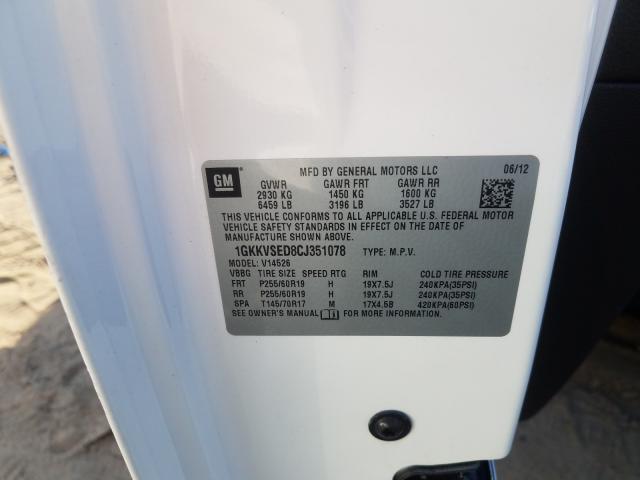 GM MFD BY GENERAL MOTORS LLC 06/12
GVWR GAWR FRT GAWR RR
2930 KG 1450 KG 1600 KG
6459 LB 3196 LB 3527 LB
THIS VEHICLE CONFORMS TO ALL APPLICABLE U.S. FEDERAL MOTOR
VEHICLE SAFETY STANDARDS IN EFFECT ON THE DATE OF
MANUFACTURE SHOWN ABOVE.
1GKKVSED8CJ351078 TYPE: M.P.V.
V14526
VBBG TIRE SIZE SPEED RTG RIM COLD TIRE PRESSURE
FRT P255/60R19 H 19X7.5J 240KPA(35PSI)
RR P255/60R19 H 19X7.5J 240KPA(35PSI)
SPA T145/70R17 M 17X4.5B 420KPA(60PSI)
SEE OWNER'S MANUAL FOR MORE INFORMATION.